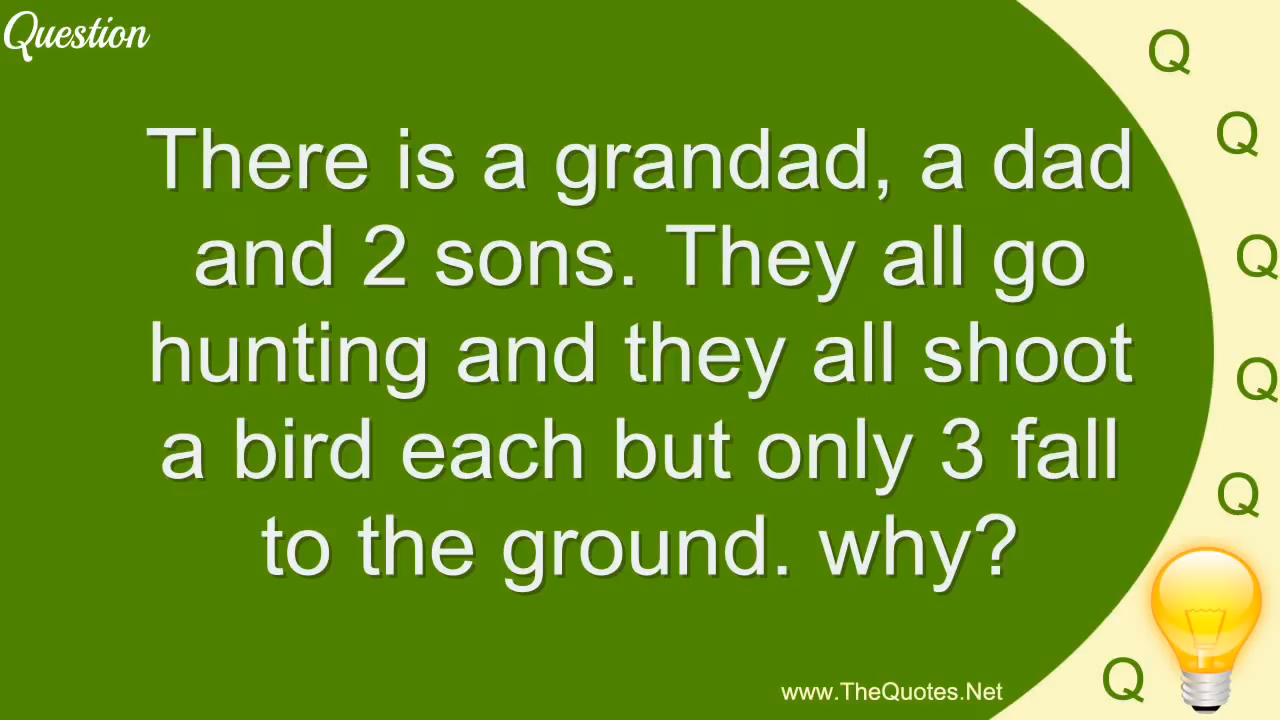 Question
There is a grandad, a dad
and 2 sons. They all go
hunting and they all shoot
a bird each but only 3 fall
to the ground. why?
www.TheQuotes.Net
Q
Q
Q
Q
Q
Q